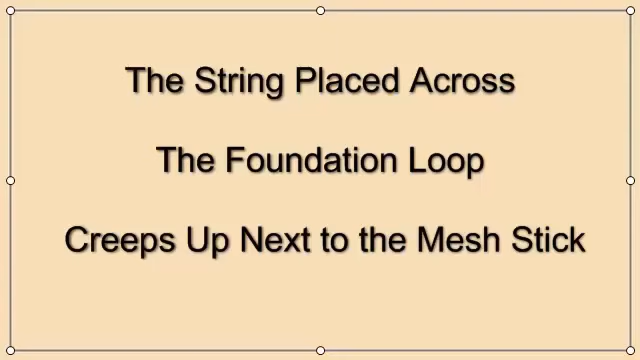 The String Placed Across
The Foundation Loop
Creeps Up Next to the Mesh Stick